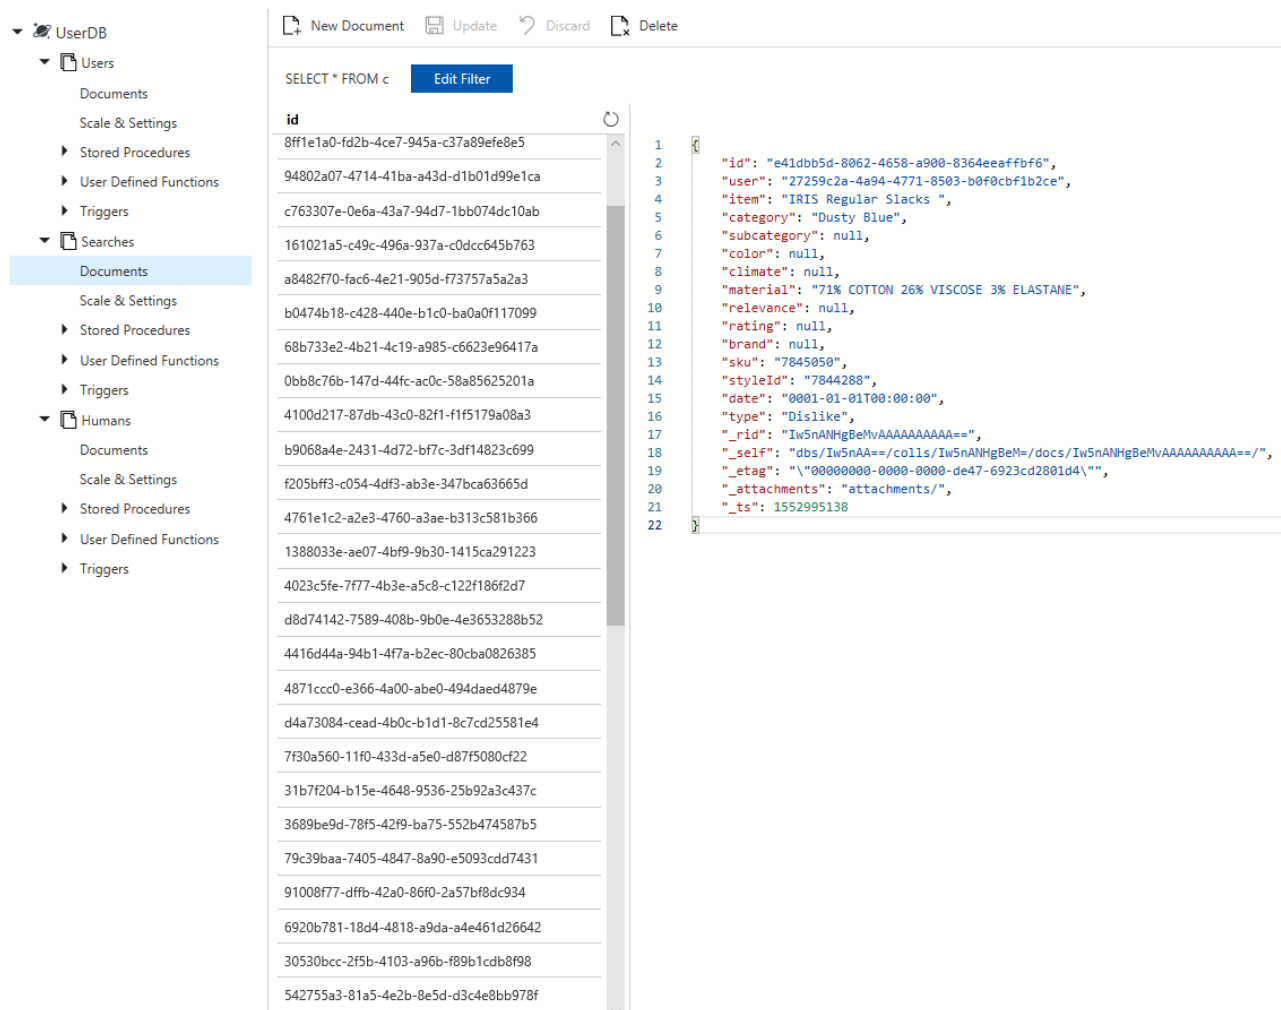 UserDB
Users
Documents
Scale & Settings
Stored Procedures
User Defined Functions
Triggers
Searches
Documents
Scale & Settings
Stored Procedures
User Defined Functions
Triggers
Humans
Documents
Scale & Settings
Stored Procedures
User Defined Functions
Triggers
New Document Update Discard Delete
SELECT * FROM c Edit Filter
id
8ff1e1a0-fd2b-4ce7-945a-c37a89efe8e5
94802a07-4714-41ba-a43d-d1b01d99e1ca
c763307e-0e6a-43a7-94d7-1bb074dc10ab
161021a5-c49c-496a-937a-c0dcc645b763
a8482f70-fac6-4e21-905d-f73757a5a2a3
b0474b18-c428-440e-b1c0-ba0a0f117099
68b733e2-4b21-4c19-a985-c6623e96417a
0bb8c76b-147d-44fc-ac0c-58a85625201a
4100d217-87db-43c0-82f1-f1f5179a08a3
b9068a4e-2431-4d72-bf7c-3df14823c699
f205bff3-c054-4df3-ab3e-347bca63665d
4761e1c2-a2e3-4760-a3ae-b313c581b366
1388033e-ae07-4bf9-9b30-1415ca291223
4023c5fe-7f77-4b3e-a5c8-c122f186f2d7
d8d74142-7589-408b-9b0e-4e3653288b52
4416d44a-94b1-4f7a-b2ec-80cba0826385
4871ccc0-e366-4a00-abe0-494daed4879e
d4a73084-cead-4b0c-b1d1-8c7cd25581e4
7f30a560-11f0-433d-a5e0-d87f5080cf22
31b7f204-b15e-4648-9536-25b92a3c437c
3689be9d-78f5-42f9-ba75-552b474587b5
79c39baa-7405-4847-8a90-e5093cdd7431
91008f77-dffb-42a0-86f0-2a57bf8dc934
6920b781-18d4-4818-a9da-a4e461d26642
30530bcc-2f5b-4103-a96b-f89b1cdb8f98
542755a3-81a5-4e2b-8e5d-d3c4e8bb978f
1 {
2 "id": "e41dbb5d-8062-4658-a900-8364eeaffbf6",
3 "user": "27259c2a-4a94-4771-8503-b0f0cbf1b2ce",
4 "item": "IRIS Regular Slacks ",
5 "category": "Dusty Blue",
6 "subcategory": null,
7 "color": null,
8 "climate": null,
9 "material": "71% COTTON 26% VISCOSE 3% ELASTANE",
10 "relevance": null,
11 "rating": null,
12 "brand": null,
13 "sku": "7845050",
14 "styleId": "7844288",
15 "date": "0001-01-01T00:00:00",
16 "type": "Dislike",
17 "_rid": "Iw5nANHgBeMvAAAAAAAAAA==",
18 "_self": "dbs/Iw5nAA==/colls/Iw5nANHgBeM=/docs/Iw5nANHgBeMvAAAAAAAAAA==/",
19 "_etag": "\"00000000-0000-0000-de47-6923cd2801d4\"",
20 "_attachments": "attachments/",
21 "_ts": 1552995138
22 }